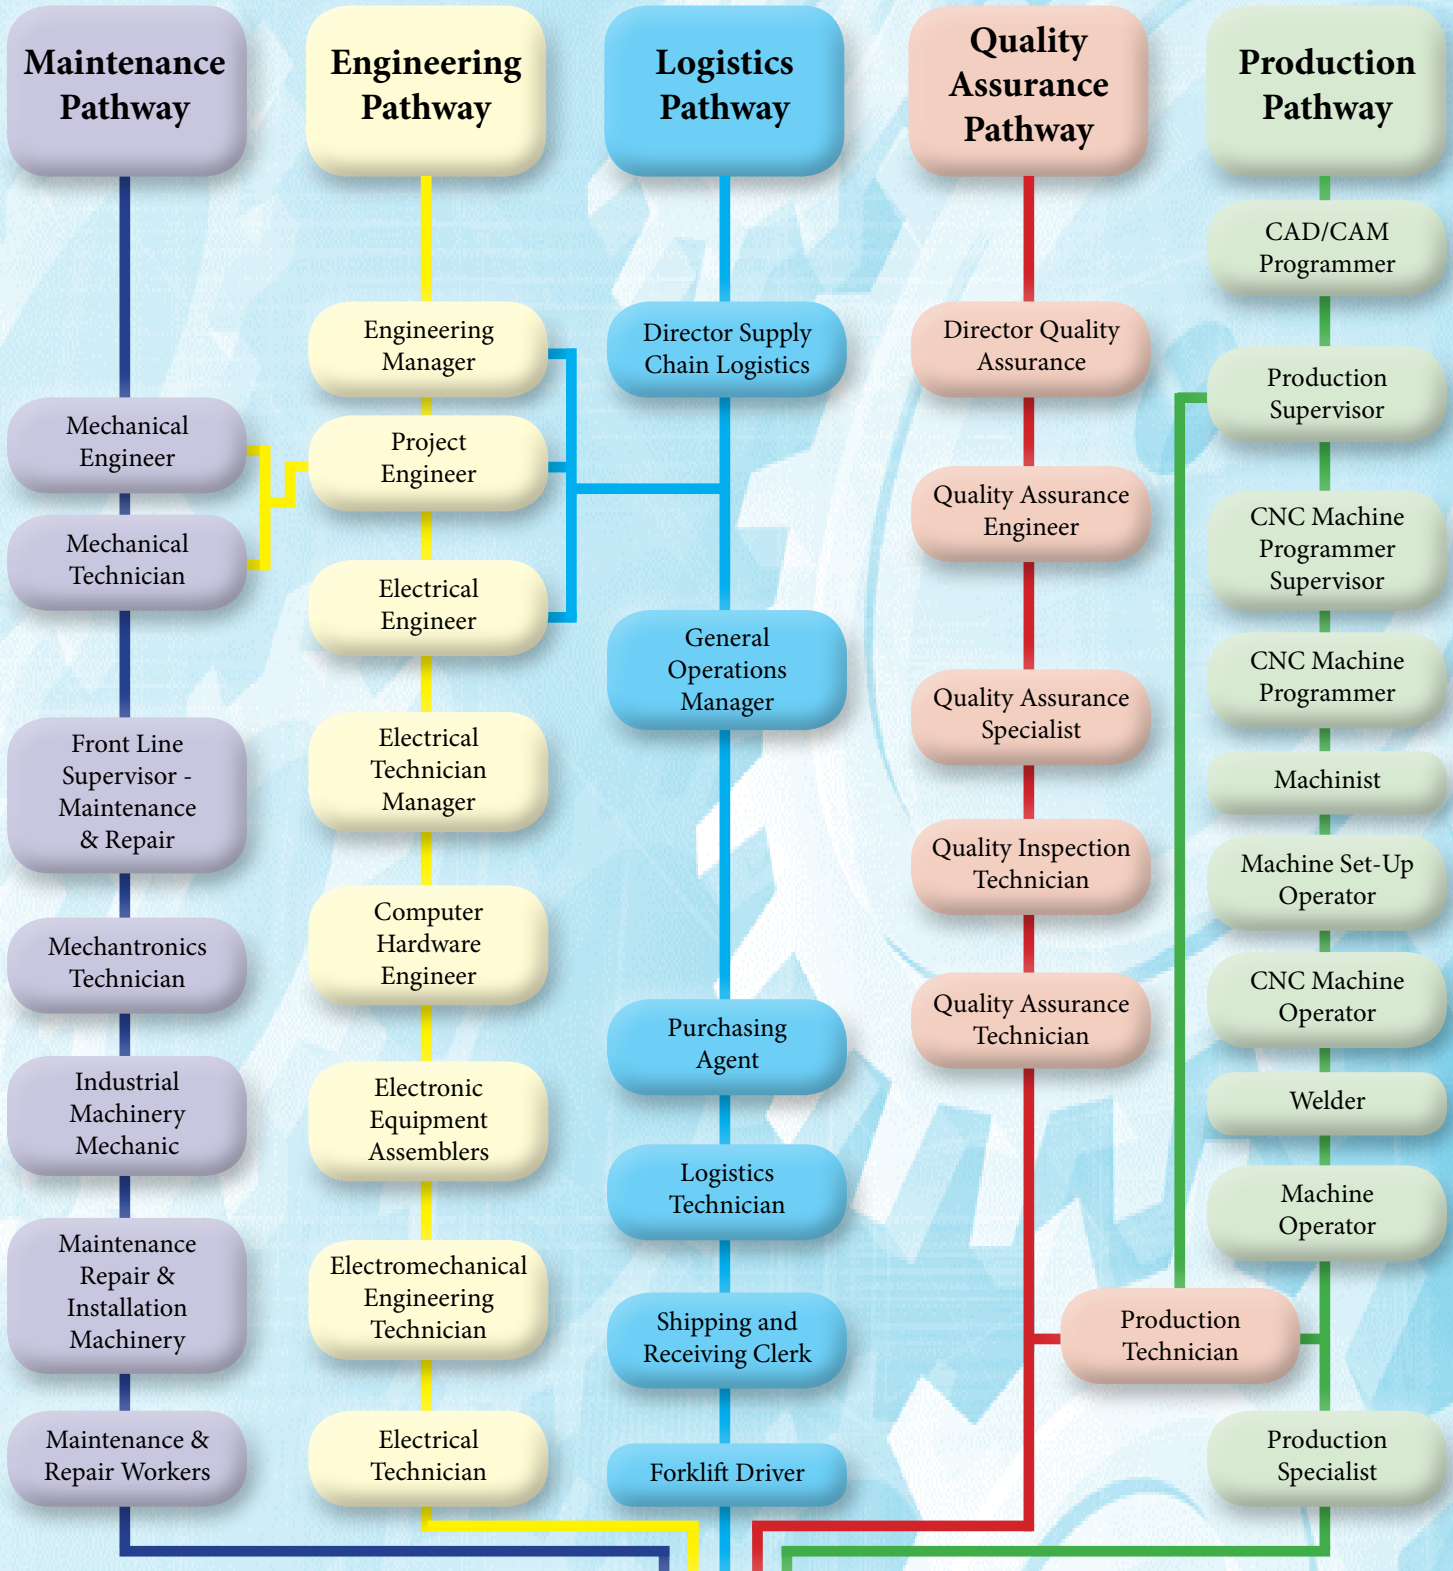 Maintenance
Pathway
Engineering
Pathway
Logistics
Pathway
Quality
Assurance
Pathway
Production
Pathway
Mechanical
Engineer
Mechanical
Technician
Front Line
Supervisor -
Maintenance
& Repair
Mechantronics
Technician
Industrial
Machinery
Mechanic
Maintenance
Repair &
Installation
Machinery
Maintenance &
Repair Workers
Engineering
Manager
Project
Engineer
Electrical
Engineer
Electrical
Technician
Manager
Computer
Hardware
Engineer
Electronic
Equipment
Assemblers
Electromechanical
Engineering
Technician
Electrical
Technician
Director Supply
Chain Logistics
General
Operations
Manager
Purchasing
Agent
Logistics
Technician
Shipping and
Receiving Clerk
Forklift Driver
Director Quality
Assurance
Quality Assurance
Engineer
Quality Assurance
Specialist
Quality Inspection
Technician
Quality Assurance
Technician
Production
Technician
CAD/CAM
Programmer
Production
Supervisor
CNC Machine
Programmer
Supervisor
CNC Machine
Programmer
Machinist
Machine Set-Up
Operator
CNC Machine
Operator
Welder
Machine
Operator
Production
Specialist